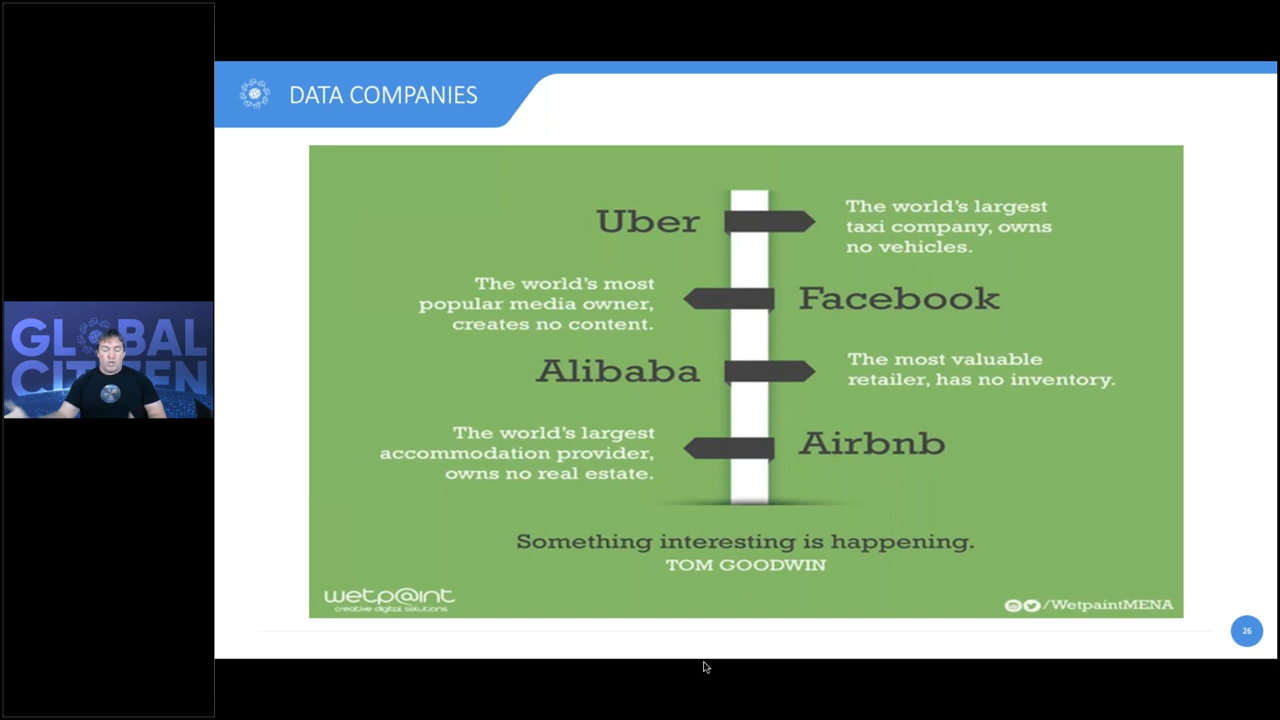 DATA COMPANIES
GLOBAL
CITIZEN
Uber
The world's largest
taxi company, owns
no vehicles.
The world's most
popular media owner,
creates no content.
Facebook
Alibaba
The most valuable
retailer, has no inventory.
The world's largest
accommodation provider,
owns no real estate.
Airbnb
Something interesting is happening.
TOM GOODWIN
wetp@int
creative digital solutions
/WetpaintMENA
26